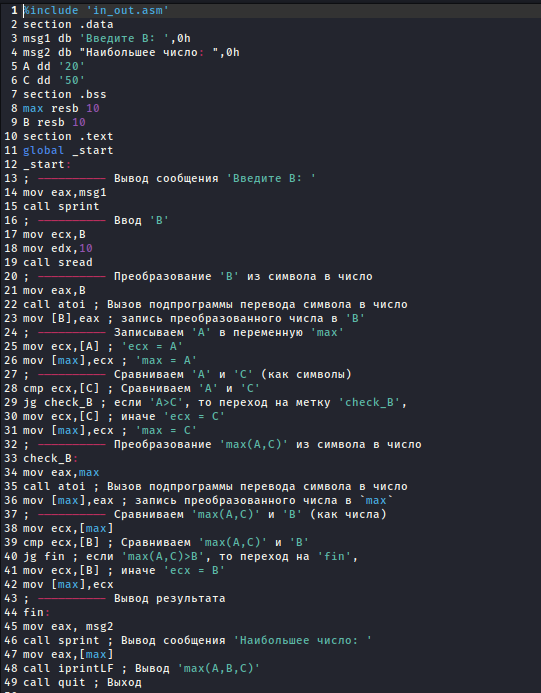 1 %include 'in_out.asm'
2 section .data
3 msg1 db 'Введите B: ',0h
4 msg2 db "Наибольшее число: ",0h
5 A dd '20'
6 C dd '50'
7 section .bss
8 max resb 10
9 B resb 10
10 section .text
11 global _start
12 _start:
13 ; ---------- Вывод сообщения 'Введите B: '
14 mov eax,msg1
15 call sprint
16 ; ---------- Ввод 'B'
17 mov ecx,B
18 mov edx,10
19 call sread
20 ; ---------- Преобразование 'B' из символа в число
21 mov eax,B
22 call atoi ; Вызов подпрограммы перевода символа в число
23 mov [B],eax ; запись преобразованного числа в 'B'
24 ; ---------- Записываем 'A' в переменную 'max'
25 mov ecx,[A] ; 'ecx = A'
26 mov [max],ecx ; 'max = A'
27 ; ---------- Сравниваем 'A' и 'С' (как символы)
28 cmp ecx,[C] ; Сравниваем 'A' и 'С'
29 jg check_B ; если 'A>C', то переход на метку 'check_B',
30 mov ecx,[C] ; иначе 'ecx = C'
31 mov [max],ecx ; 'max = C'
32 ; ---------- Преобразование 'max(A,C)' из символа в число
33 check_B:
34 mov eax,max
35 call atoi ; Вызов подпрограммы перевода символа в число
36 mov [max],eax ; запись преобразованного числа в `max`
37 ; ---------- Сравниваем 'max(A,C)' и 'B' (как числа)
38 mov ecx,[max]
39 cmp ecx,[B] ; Сравниваем 'max(A,C)' и 'B'
40 jg fin ; если 'max(A,C)>B', то переход на 'fin',
41 mov ecx,[B] ; иначе 'ecx = B'
42 mov [max],ecx
43 ; ---------- Вывод результата
44 fin:
45 mov eax, msg2
46 call sprint ; Вывод сообщения 'Наибольшее число: '
47 mov eax,[max]
48 call iprintLF ; Вывод 'max(A,B,C)'
49 call quit ; Выход